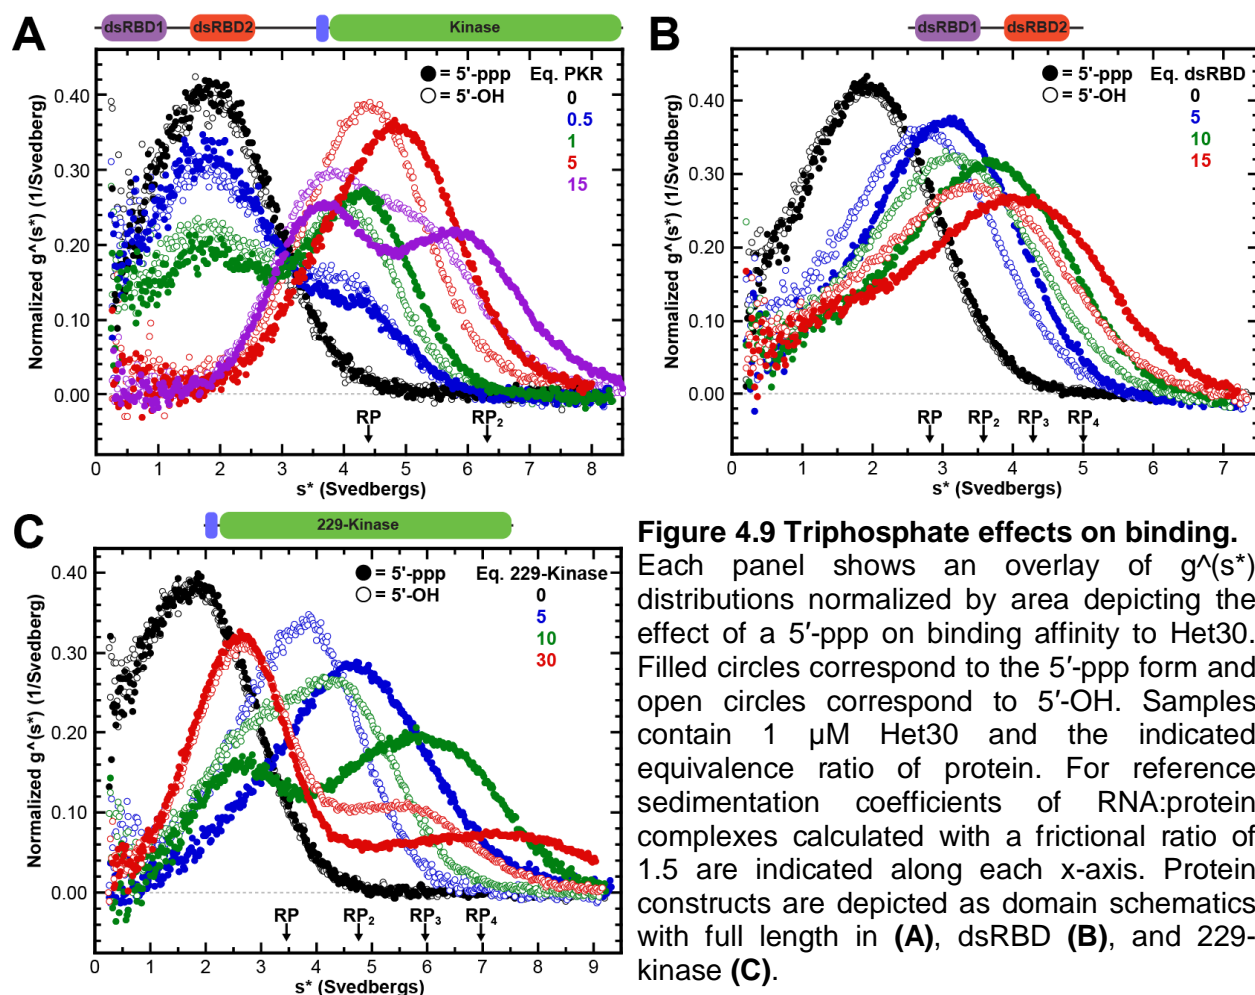 A
dsRBD1 dsRBD2 Kinase
Normalized g^(s*) (1/Svedberg)
0.40
0.30
0.20
0.10
0.00
= 5'-ppp Eq. PKR
= 5'-OH 0
0.5
1
5
15
RP RP2
0 1 2 3 4 5 6 7 8
s* (Svedbergs)
B
dsRBD1 dsRBD2
Normalized g^(s*) (1/Svedberg)
0.40
0.30
0.20
0.10
0.00
= 5'-ppp Eq. dsRBD
= 5'-OH 0
5
10
15
RP RP2 RP3 RP4
0 1 2 3 4 5 6 7
s* (Svedbergs)
C
229-Kinase
Normalized g^(s*) (1/Svedberg)
0.40
0.30
0.20
0.10
0.00
= 5'-ppp Eq. 229-Kinase
= 5'-OH 0
5
10
30
RP RP2 RP3 RP4
0 1 2 3 4 5 6 7 8 9
s* (Svedbergs)
Figure 4.9 Triphosphate effects on binding.
Each panel shows an overlay of g^(s*)
distributions normalized by area depicting the
effect of a 5′-ppp on binding affinity to Het30.
Filled circles correspond to the 5′-ppp form and
open circles correspond to 5′-OH. Samples
contain 1 µM Het30 and the indicated
equivalence ratio of protein. For reference
sedimentation coefficients of RNA:protein
complexes calculated with a frictional ratio of
1.5 are indicated along each x-axis. Protein
constructs are depicted as domain schematics
with full length in (A), dsRBD (B), and 229-
kinase (C).